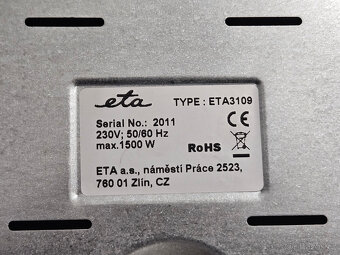 eta TYPE : ETA3109
Serial No.: 2011
230V; 50/60 Hz
max.1500 W
RoHS
ETA a.s., náměstí Práce 2523,
760 01 Zlín, CZ